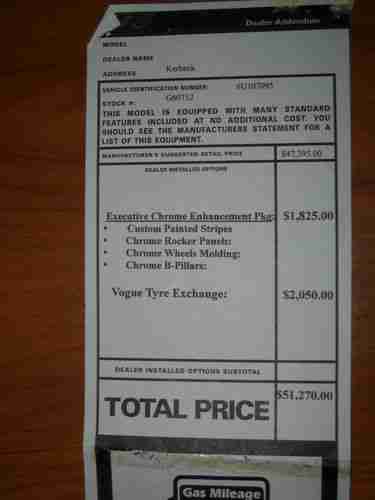 Dealer Addendum
MODEL
DEALER NAME
ADDRESS Kerbeck
VEHICLE IDENTIFICATION NUMBER: 6U107095
STOCK #: G60712
THIS MODEL IS EQUIPPED WITH MANY STANDARD
FEATURES INCLUDED AT NO ADDITIONAL COST. YOU
SHOULD SEE THE MANUFACTURERS STATEMENT FOR A
LIST OF THIS EQUIPMENT.
MANUFACTURER'S SUGGESTED RETAIL PRICE $47,395.00
DEALER INSTALLED OPTIONS
Executive Chrome Enhancement Pkg: $1,825.00
• Custom Painted Stripes
• Chrome Rocker Panels:
• Chrome Wheels Molding:
• Chrome B-Pillars:
Vogue Tyre Exchange: $2,050.00
DEALER INSTALLED OPTIONS SUBTOTAL
TOTAL PRICE $51,270.00
Gas Mileage